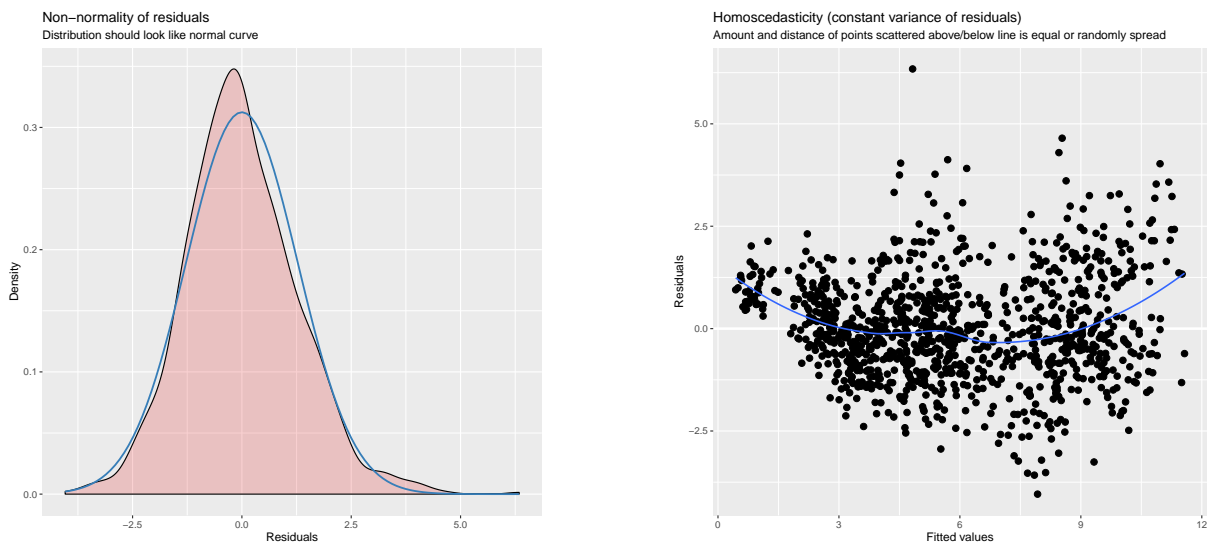 Non−normality of residuals
Distribution should look like normal curve
0.3
0.2
0.1
0.0
Density
−2.5 0.0 2.5 5.0
Residuals
Homoscedasticity (constant variance of residuals)
Amount and distance of points scattered above/below line is equal or randomly spread
5.0
2.5
0.0
−2.5
Residuals
0 3 6 9 12
Fitted values